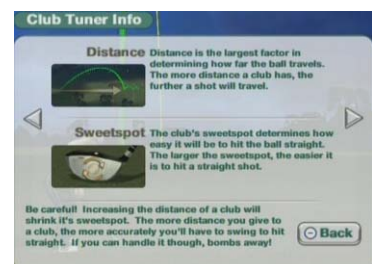 Club Tuner Info
Distance
Distance is the largest factor in
determining how far the ball travels.
The more distance a club has, the
further a shot will travel.
Sweetspot
The club's sweetspot determines how
easy it will be to hit the ball straight.
The larger the sweetspot, the easier it
is to hit a straight shot.
Be careful! Increasing the distance of a club will
shrink it's sweetspot. The more distance you give to
a club, the more accurately you'll have to swing to hit
straight. If you can handle it though, bombs away!
Back